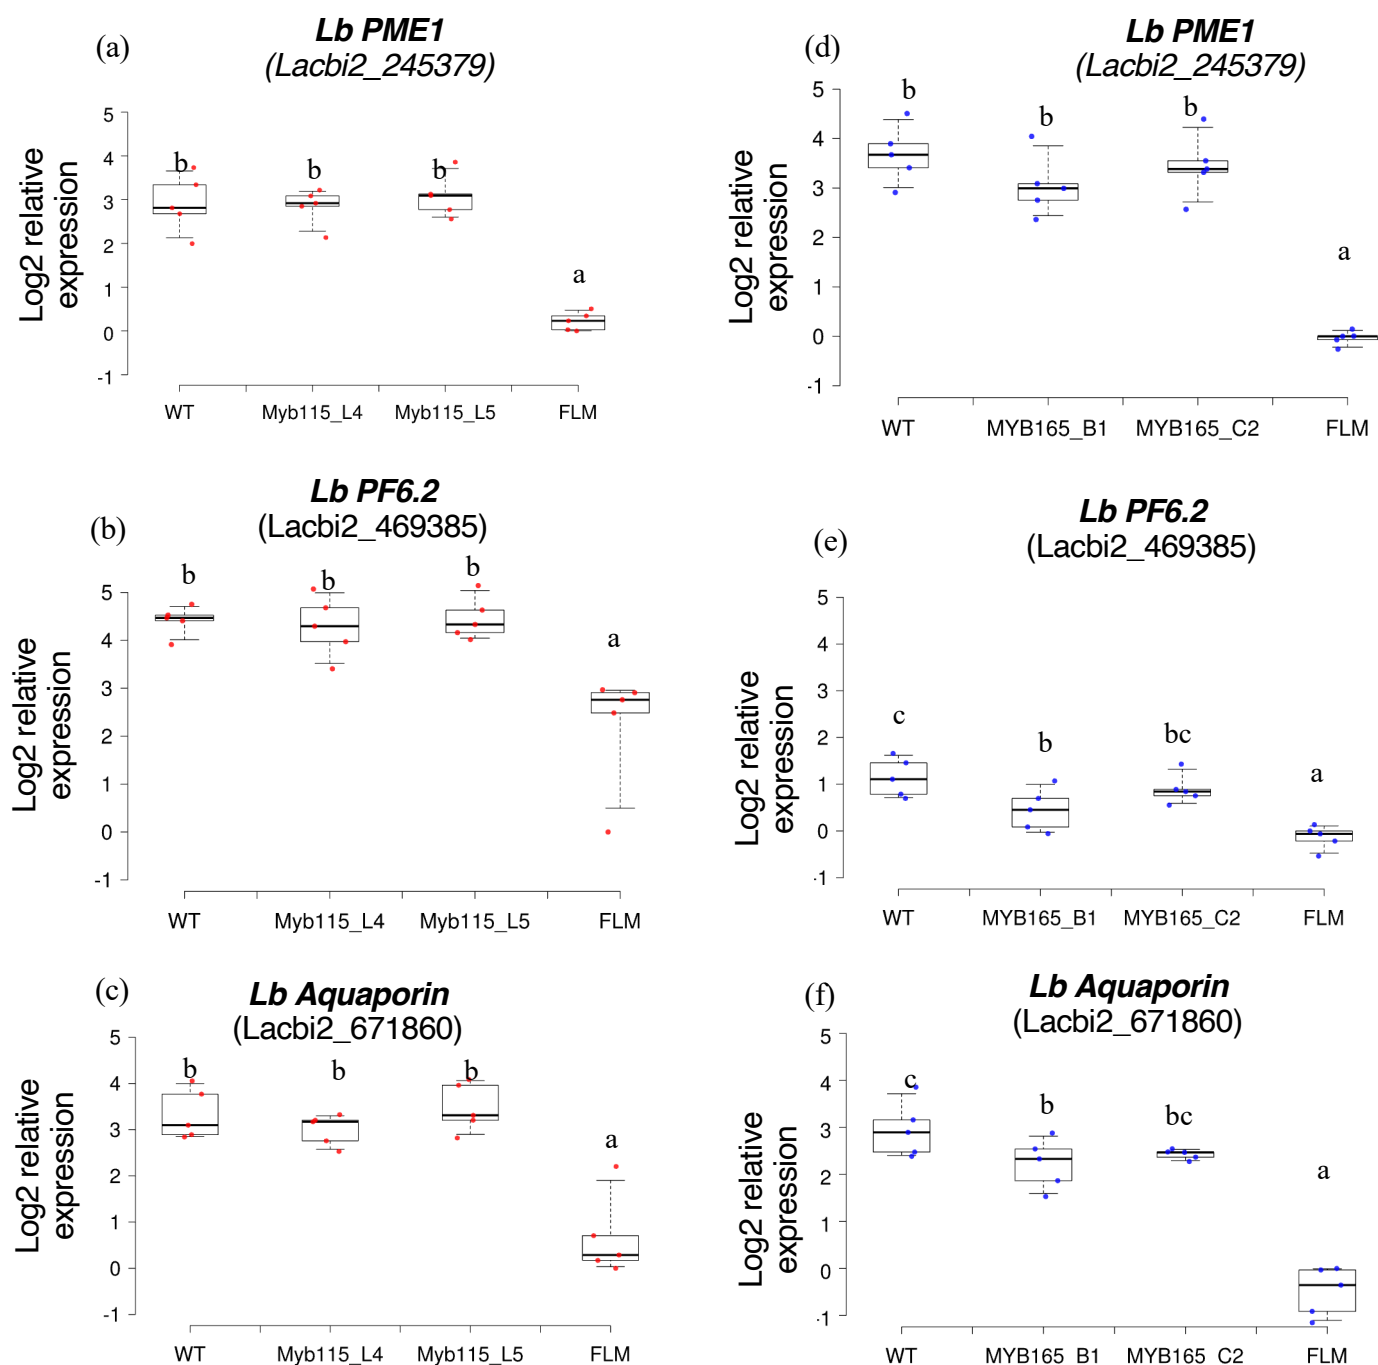 (a)
Lb PME1
(Lacbi2_245379)
Log2 relative
expression
5
4
3
2
1
0
-1
b
b
b
a
WT
Myb115_L4
Myb115_L5
FLM
(d)
Lb PME1
(Lacbi2_245379)
Log2 relative
expression
5
4
3
2
1
0
-1
b
b
b
a
WT
MYB165_B1
MYB165_C2
FLM
(b)
Lb PF6.2
(Lacbi2_469385)
Log2 relative
expression
5
4
3
2
1
0
-1
b
b
b
a
WT
Myb115_L4
Myb115_L5
FLM
(e)
Lb PF6.2
(Lacbi2_469385)
Log2 relative
expression
5
4
3
2
1
0
-1
c
b
bc
a
WT
MYB165_B1
MYB165_C2
FLM
(c)
Lb Aquaporin
(Lacbi2_671860)
Log2 relative
expression
5
4
3
2
1
0
-1
b
b
b
a
WT
Myb115_L4
Myb115_L5
FLM
(f)
Lb Aquaporin
(Lacbi2_671860)
Log2 relative
expression
5
4
3
2
1
0
-1
c
b
bc
a
WT
MYB165_B1
MYB165_C2
FLM